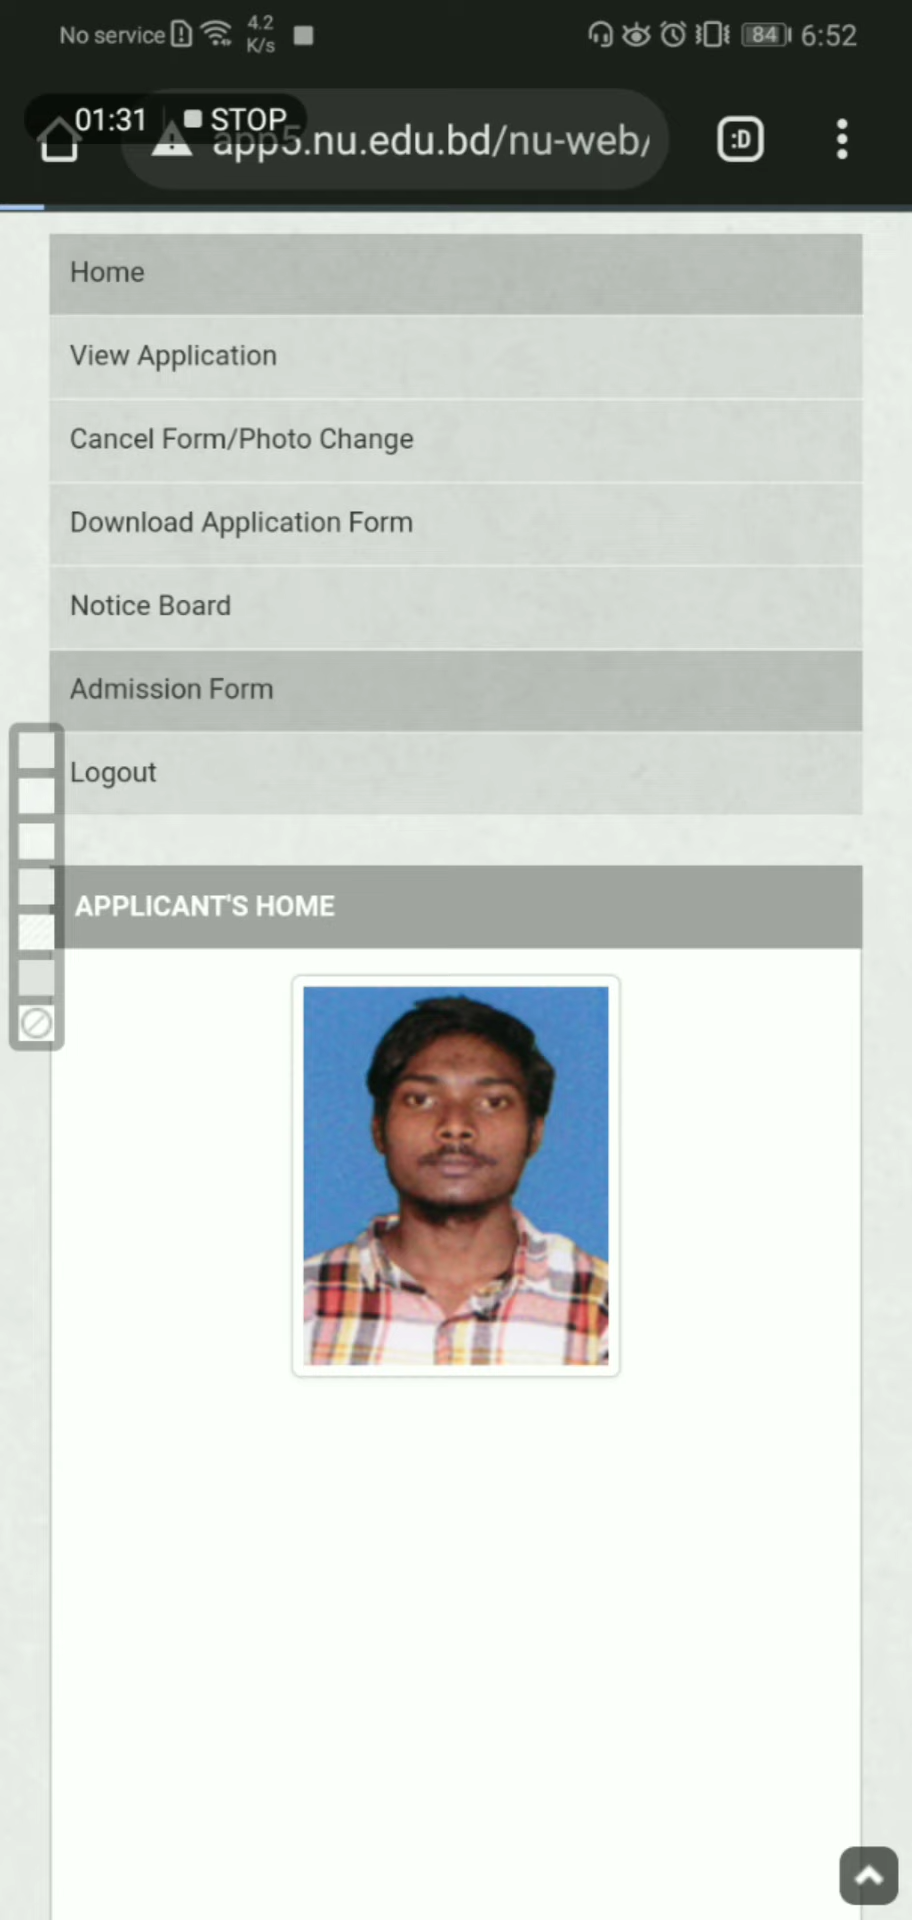 No service 4.2 K/s 84 6:52
01:31 STOP
app5.nu.edu.bd/nu-web/ :D
Home
View Application
Cancel Form/Photo Change
Download Application Form
Notice Board
Admission Form
Logout
APPLICANT'S HOME